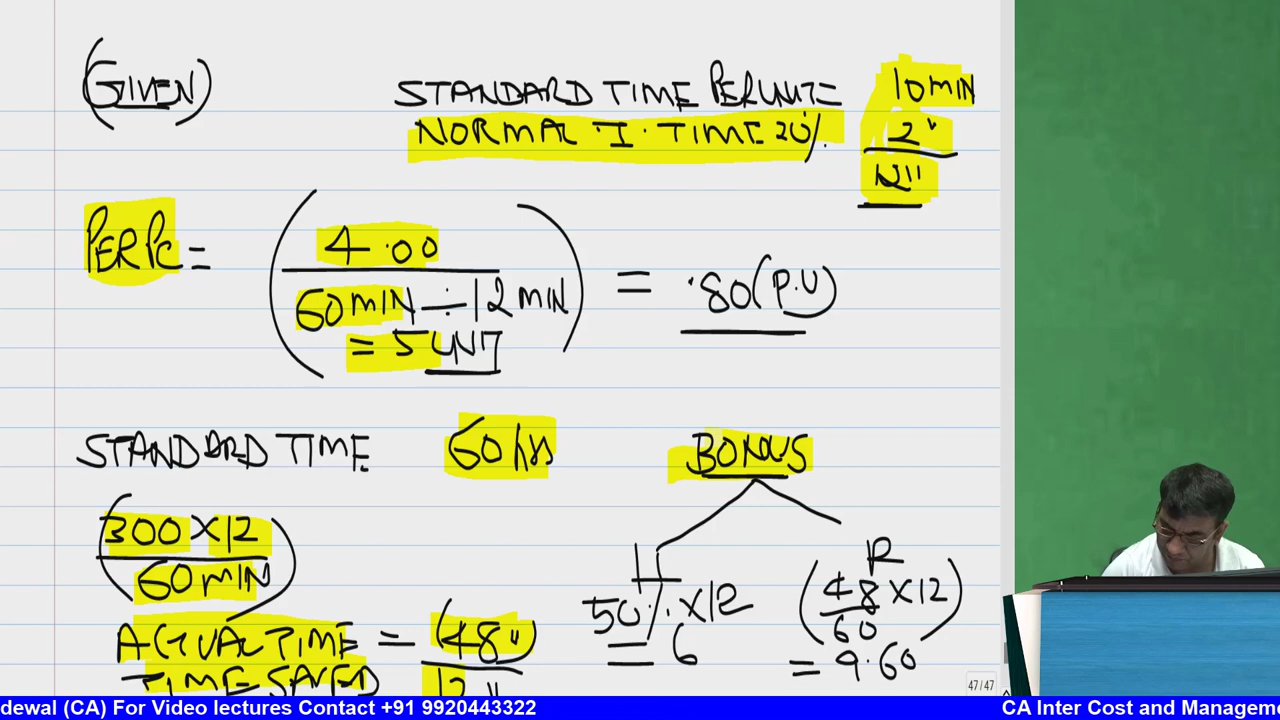 (GIVEN)
STANDARD TIME PER UNIT = 10 MIN
NORMAL I. TIME 20% 2"
12"
PER PC = ( 4.00 / 60 MIN ÷ 12 MIN = 5 UNIT ) = .80 (P.U)
STANDARD TIME 60 hrs
( 300 X 12 / 60 MIN )
BONUS
H R
50% X 12 ( 48 / 60 X 12 )
= 6 = 9.60
ACTUAL TIME = (48")
TIME SAVED 12"
47/47
dewal (CA) For Video lectures Contact +91 9920443322
CA Inter Cost and Manageme